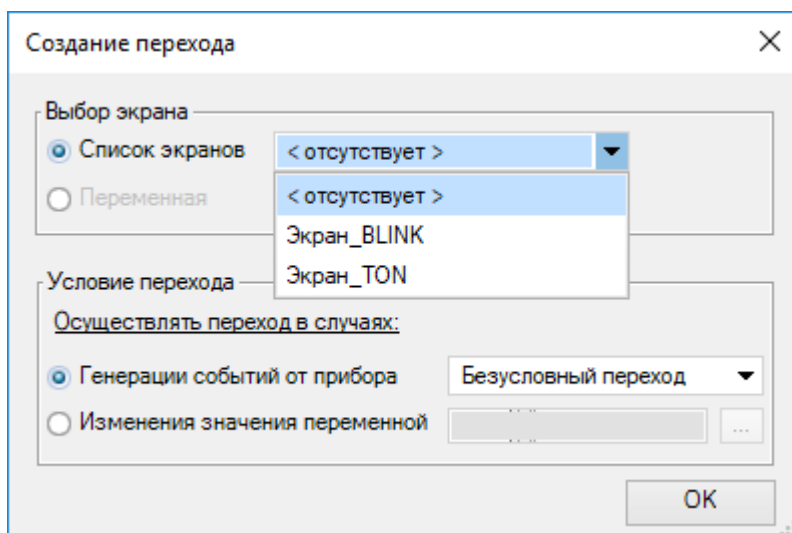 Создание перехода
Выбор экрана
Список экранов < отсутствует >
Переменная < отсутствует >
Экран_BLINK
Экран_TON
Условие перехода
Осуществлять переход в случаях:
Генерации событий от прибора Безусловный переход
Изменения значения переменной ...
OK